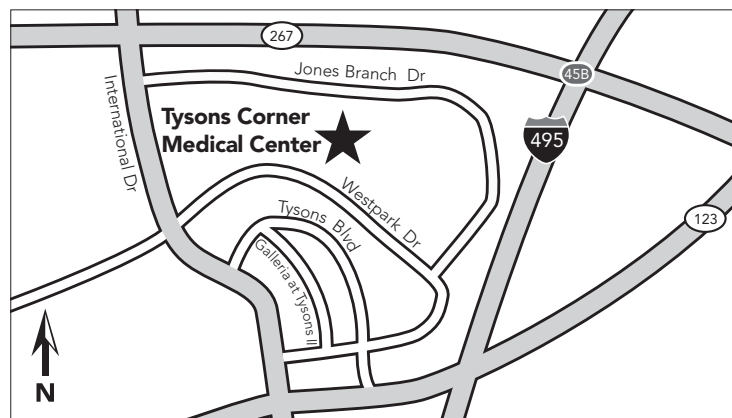 267
Jones Branch Dr
45B
Tysons Corner
Medical Center
495
International Dr
Westpark Dr
Tysons Blvd
123
Galleria at Tysons II
N